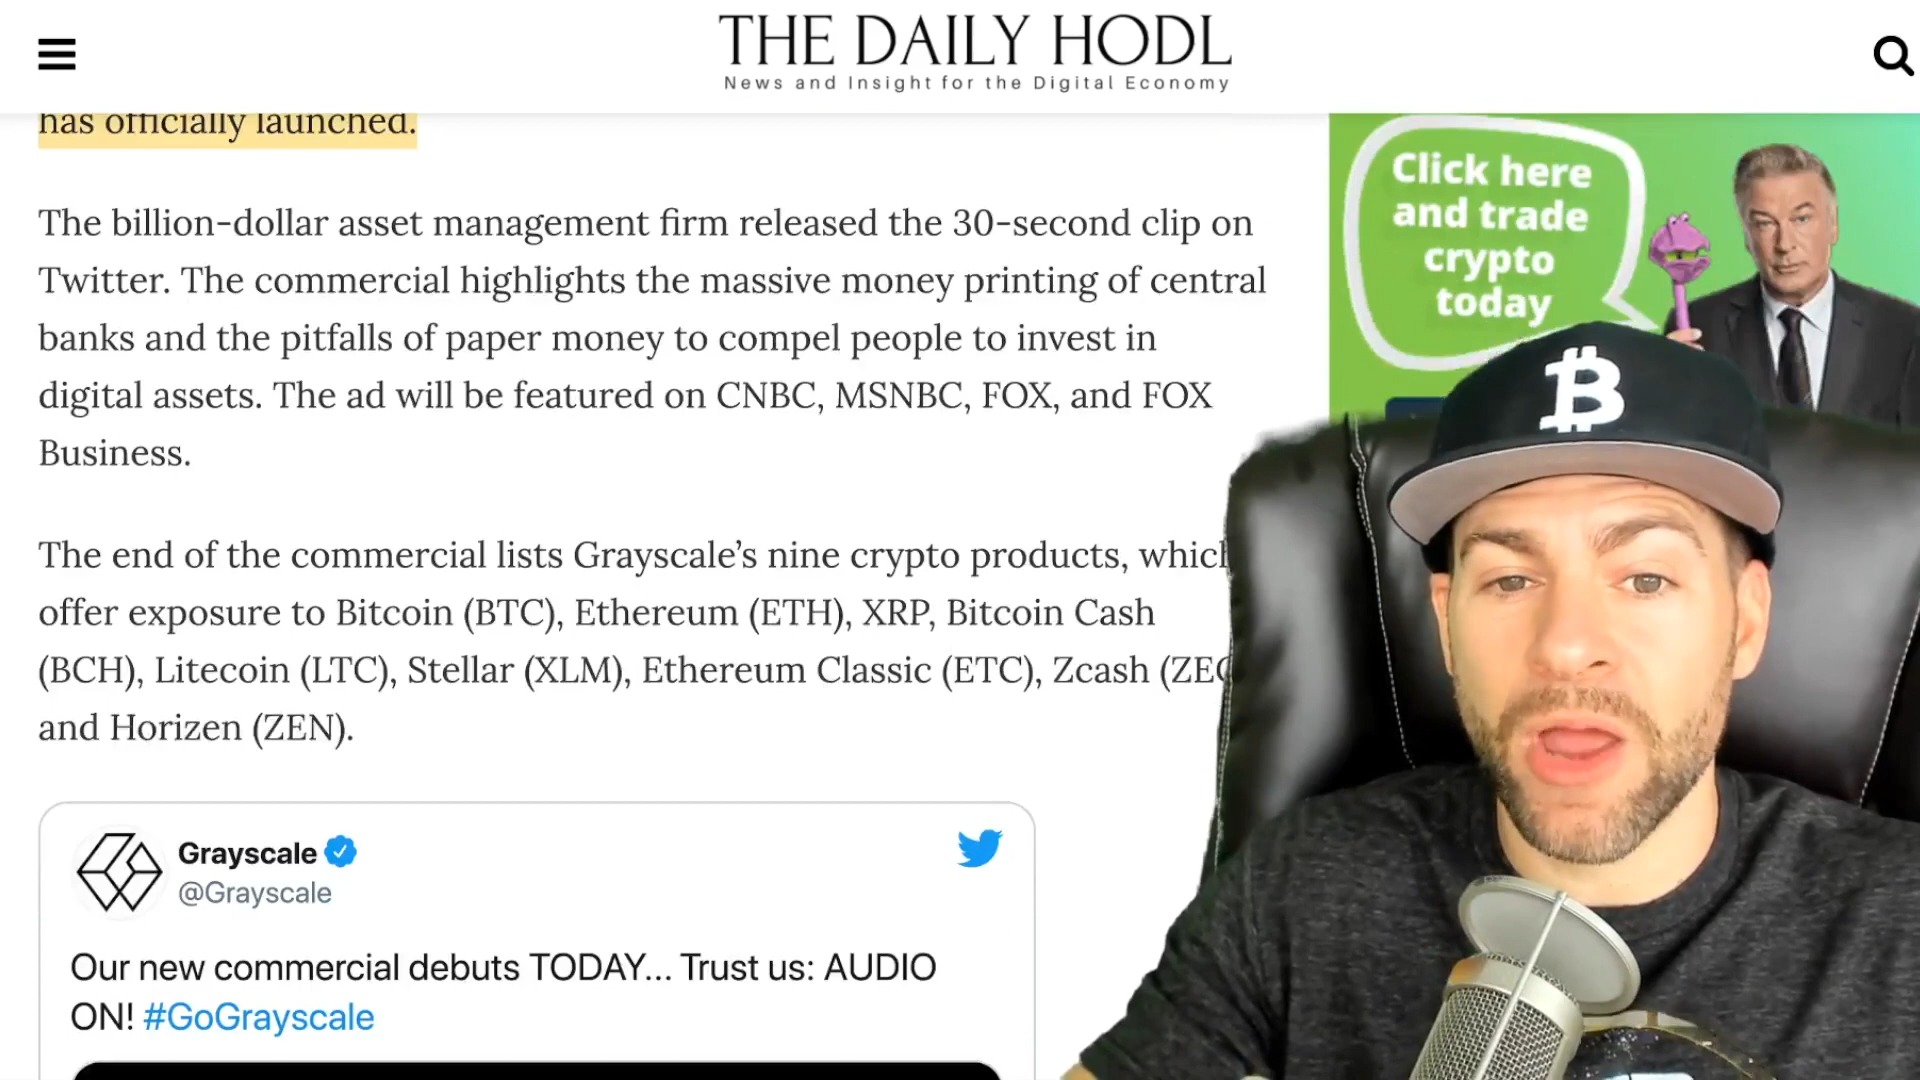 THE DAILY HODL
News and Insight for the Digital Economy
has officially launched.
The billion-dollar asset management firm released the 30-second clip on
Twitter. The commercial highlights the massive money printing of central
banks and the pitfalls of paper money to compel people to invest in
digital assets. The ad will be featured on CNBC, MSNBC, FOX, and FOX
Business.
The end of the commercial lists Grayscale’s nine crypto products, which
offer exposure to Bitcoin (BTC), Ethereum (ETH), XRP, Bitcoin Cash
(BCH), Litecoin (LTC), Stellar (XLM), Ethereum Classic (ETC), Zcash (ZEC
and Horizen (ZEN).
Grayscale
@Grayscale
Our new commercial debuts TODAY... Trust us: AUDIO
ON! #GoGrayscale
Click here
and trade
crypto
today